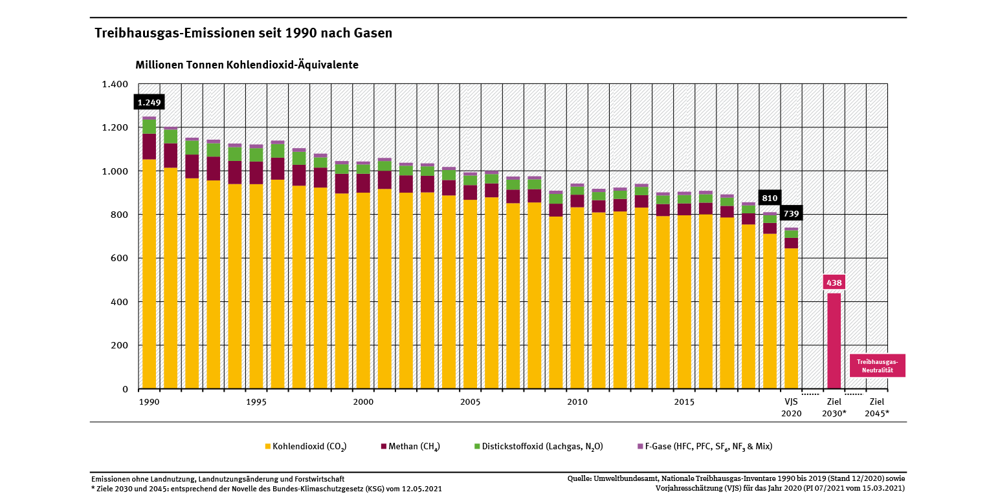 Treibhausgas-Emissionen seit 1990 nach Gasen
Millionen Tonnen Kohlendioxid-Äquivalente
1.400
1.200
1.000
800
600
400
200
0
1.249
810
739
438
Treibhausgas-
Neutralität
1990
1995
2000
2005
2010
2015
VJS
2020
Ziel
2030*
Ziel
2045*
Kohlendioxid (CO₂)
Methan (CH₄)
Distickstoffoxid (Lachgas, N₂O)
F-Gase (HFC, PFC, SF₆, NF₃ & Mix)
Emissionen ohne Landnutzung, Landnutzungsänderung und Forstwirtschaft
* Ziele 2030 und 2045: entsprechend der Novelle des Bundes-Klimaschutzgesetz (KSG) vom 12.05.2021
Quelle: Umweltbundesamt, Nationale Treibhausgas-Inventare 1990 bis 2019 (Stand 12/2020) sowie
Vorjahresschätzung (VJS) für das Jahr 2020 (PI 07/2021 vom 15.03.2021)